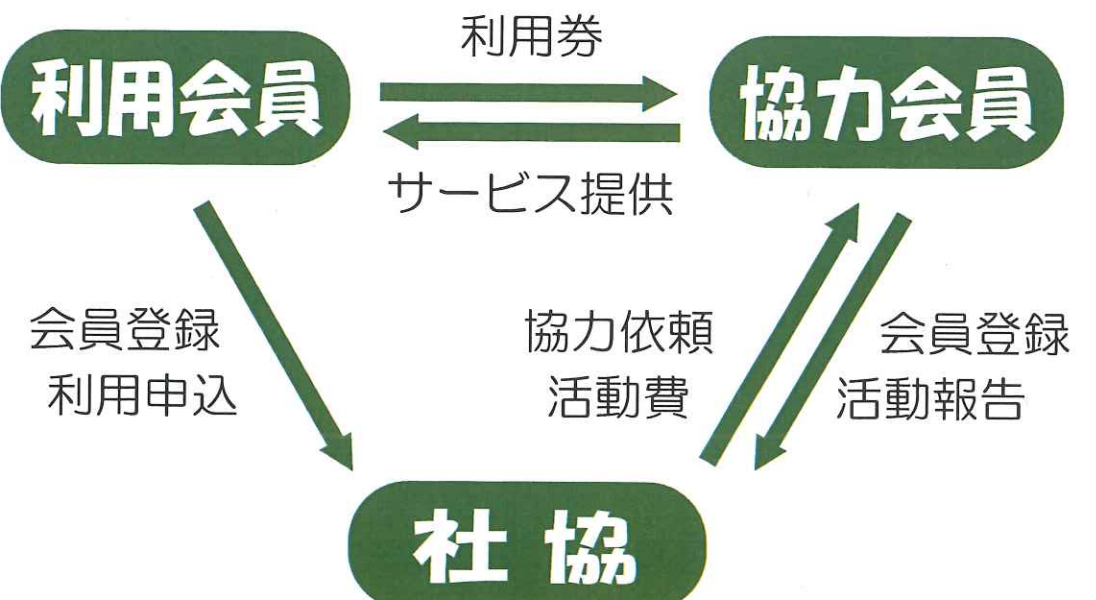 利用券
利用会員
協力会員
サービス提供
会員登録
利用申込
協力依頼
活動費
会員登録
活動報告
社協